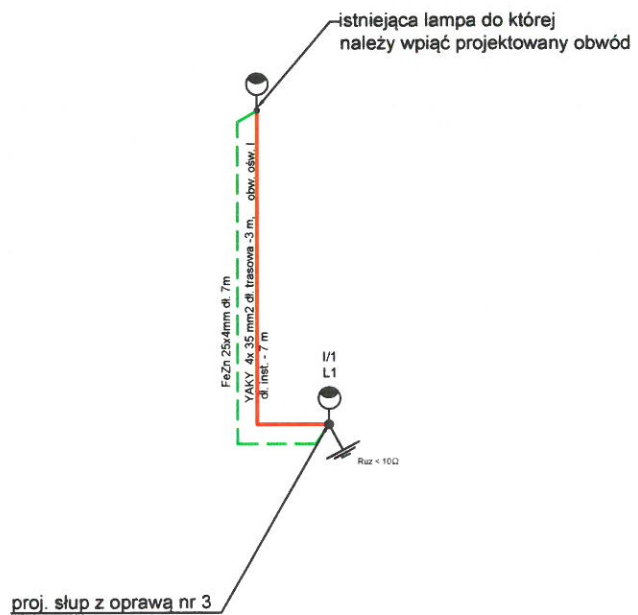 istniejąca lampa do której
należy wpiąć projektowany obwód
FeZn 25x4mm dł. 7m
YAKY 4x 35 mm2 dł. trasowa -3 m, obw. ośw. I
dł. inst. - 7 m
I/1
L1
Ruz < 10Ω
proj. słup z oprawą nr 3